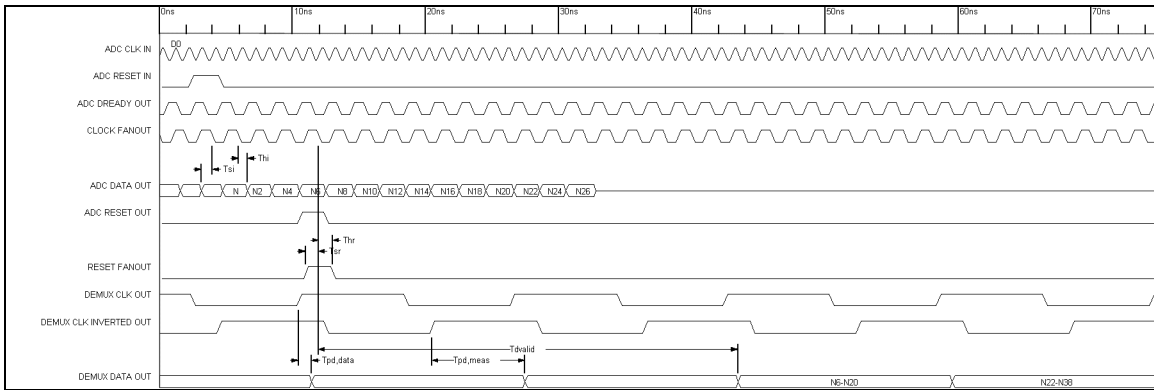 0ns 10ns 20ns 30ns 40ns 50ns 60ns 70ns
ADC CLK IN D0
ADC RESET IN
ADC DREADY OUT
CLOCK FANOUT
Thi
Tsi
ADC DATA OUT N N2 N4 N6 N8 N10 N12 N14 N16 N18 N20 N22 N24 N26
ADC RESET OUT
Thr
Tsr
RESET FANOUT
DEMUX CLK OUT
DEMUX CLK INVERTED OUT
Tdvalid
Tpd,data Tpd,meas
DEMUX DATA OUT N6-N20 N22-N38